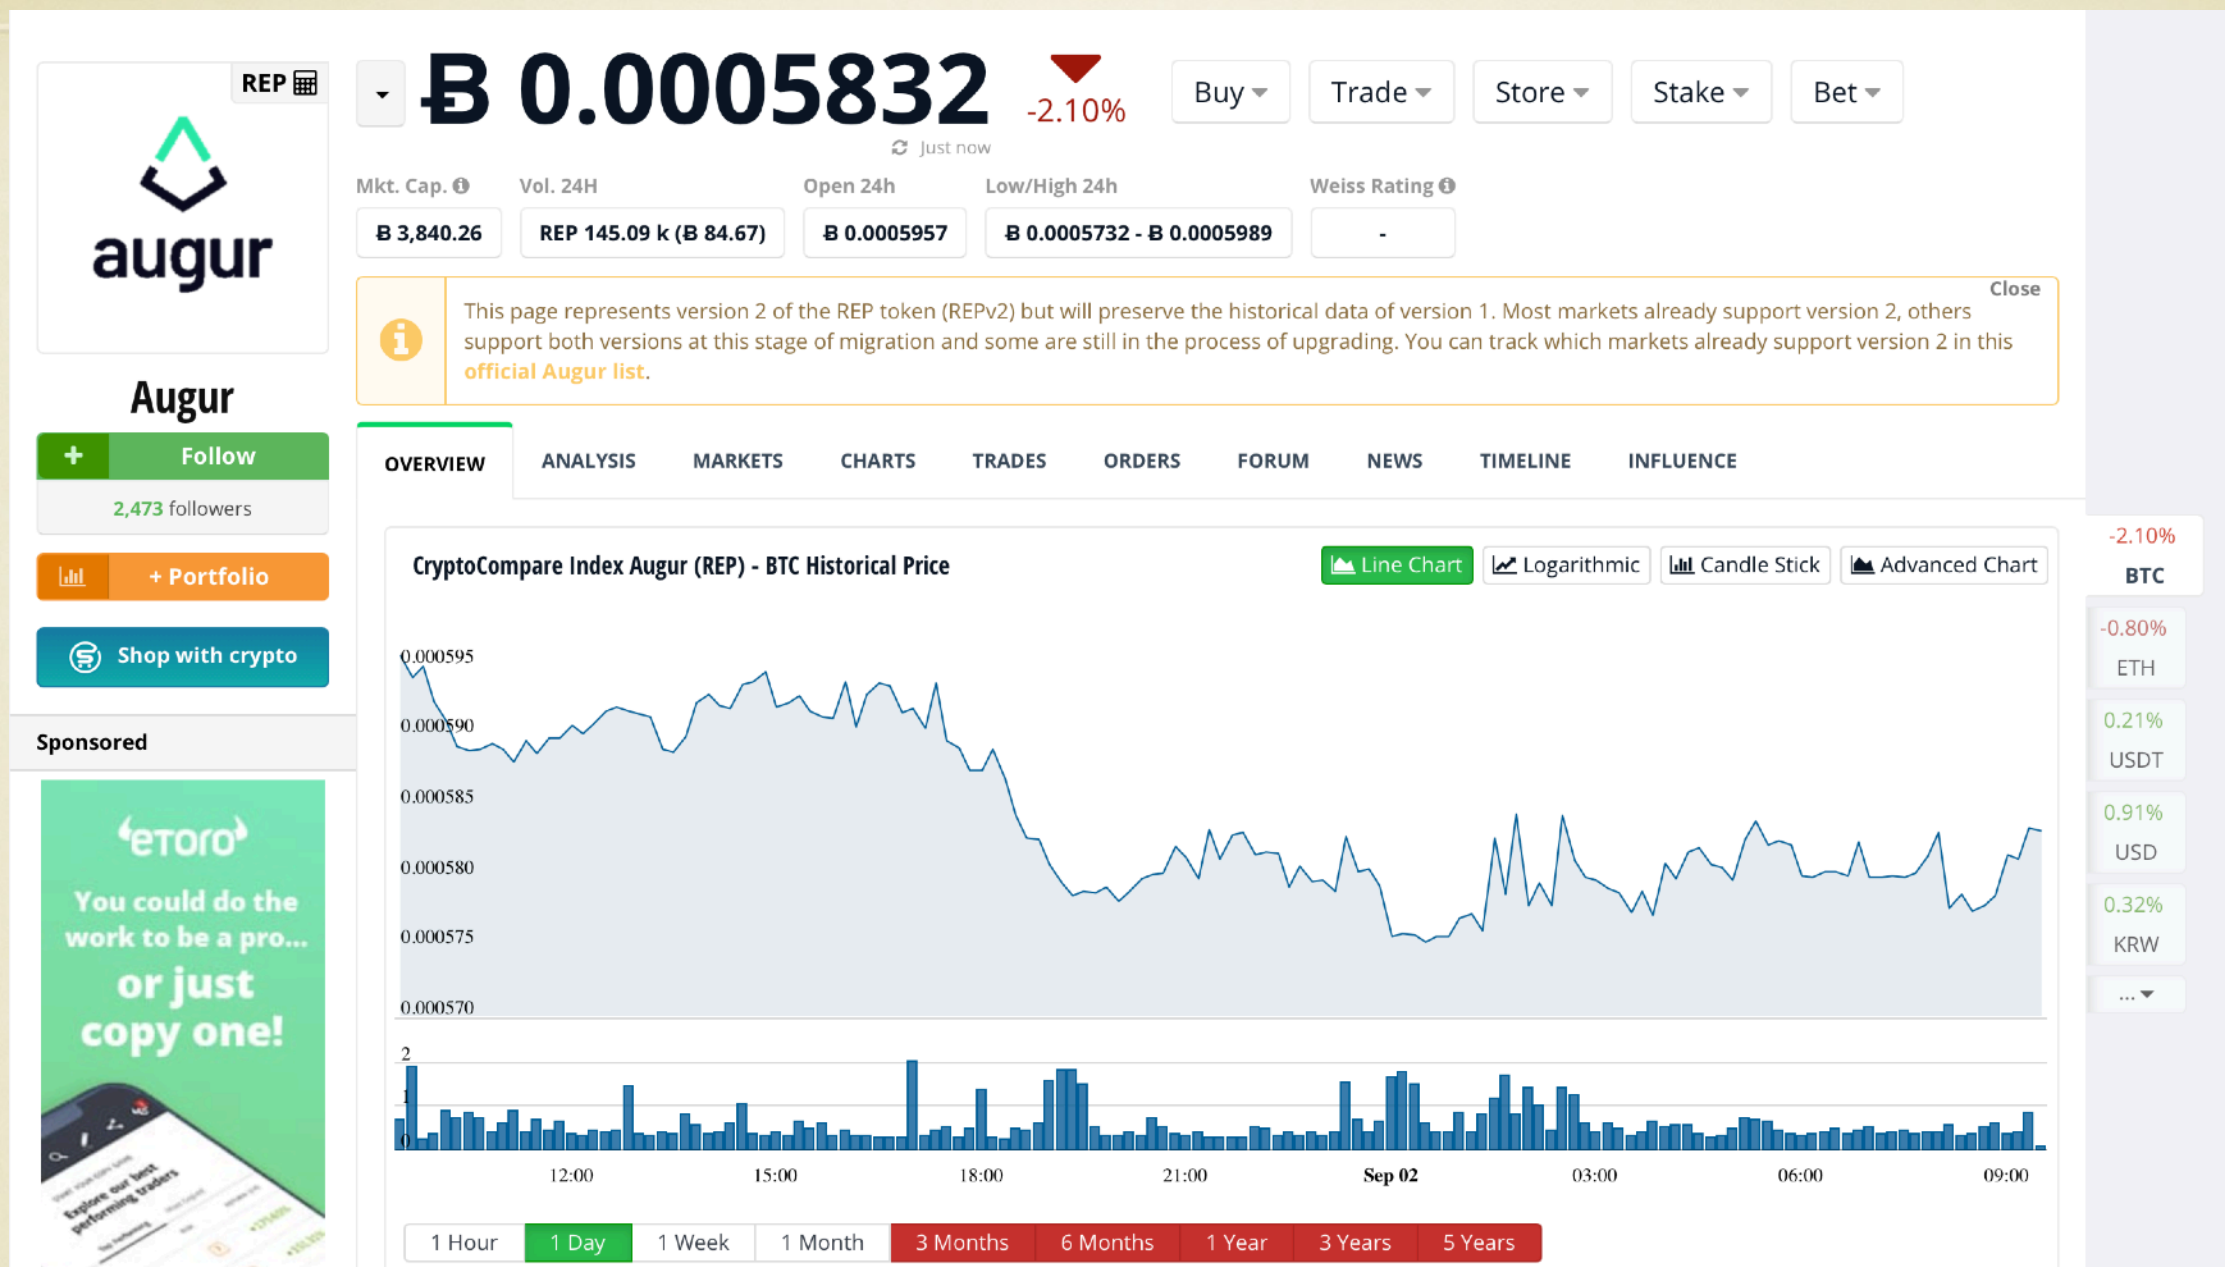 REP
augur
Augur
+ Follow
2,473 followers
+ Portfolio
Shop with crypto
Sponsored
eToro
You could do the
work to be a pro...
or just
copy one!
Explore our best
performing traders
Ƀ 0.0005832
-2.10%
Just now
Buy
Trade
Store
Stake
Bet
Mkt. Cap.
Vol. 24H
Open 24h
Low/High 24h
Weiss Rating
Ƀ 3,840.26
REP 145.09 k (Ƀ 84.67)
Ƀ 0.0005957
Ƀ 0.0005732 - Ƀ 0.0005989
-
Close
This page represents version 2 of the REP token (REPv2) but will preserve the historical data of version 1. Most markets already support version 2, others
support both versions at this stage of migration and some are still in the process of upgrading. You can track which markets already support version 2 in this
official Augur list.
OVERVIEW
ANALYSIS
MARKETS
CHARTS
TRADES
ORDERS
FORUM
NEWS
TIMELINE
INFLUENCE
CryptoCompare Index Augur (REP) - BTC Historical Price
Line Chart
Logarithmic
Candle Stick
Advanced Chart
0.000595
0.000590
0.000585
0.000580
0.000575
0.000570
2
1
0
12:00
15:00
18:00
21:00
Sep 02
03:00
06:00
09:00
1 Hour
1 Day
1 Week
1 Month
3 Months
6 Months
1 Year
3 Years
5 Years
-2.10%
BTC
-0.80%
ETH
0.21%
USDT
0.91%
USD
0.32%
KRW
...